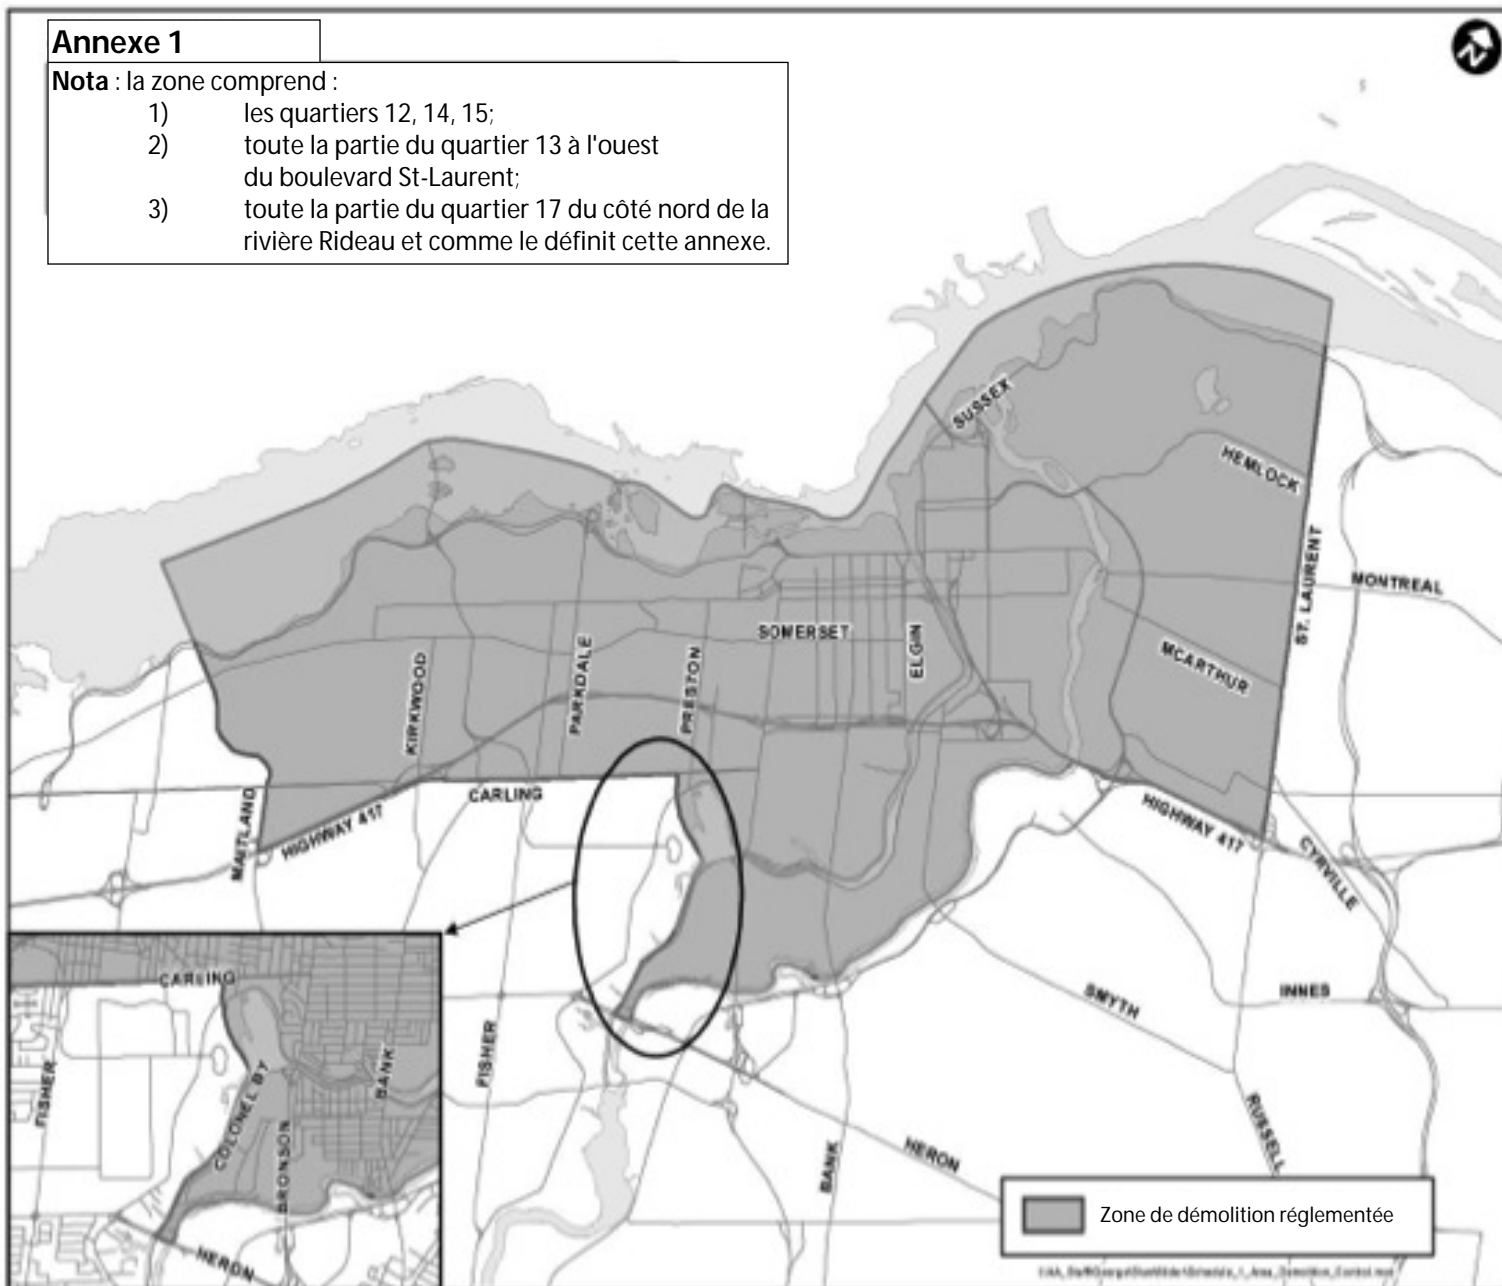 Annexe 1
Nota : la zone comprend :
1) les quartiers 12, 14, 15;
2) toute la partie du quartier 13 à l'ouest
du boulevard St-Laurent;
3) toute la partie du quartier 17 du côté nord de la
rivière Rideau et comme le définit cette annexe.
N
SUSSEX
HEMLOCK
ST. LAURENT
MONTREAL
SOMERSET
ELGIN
MCARTHUR
KIRKWOOD
PARKDALE
PRESTON
MAITLAND
HIGHWAY 417
CARLING
HIGHWAY 417
CYRVILLE
CARLING
FISHER
COLONEL BY
BRONSON
BANK
HERON
FISHER
SMYTH
INNES
BANK
HERON
RUSSELL
Zone de démolition réglementée